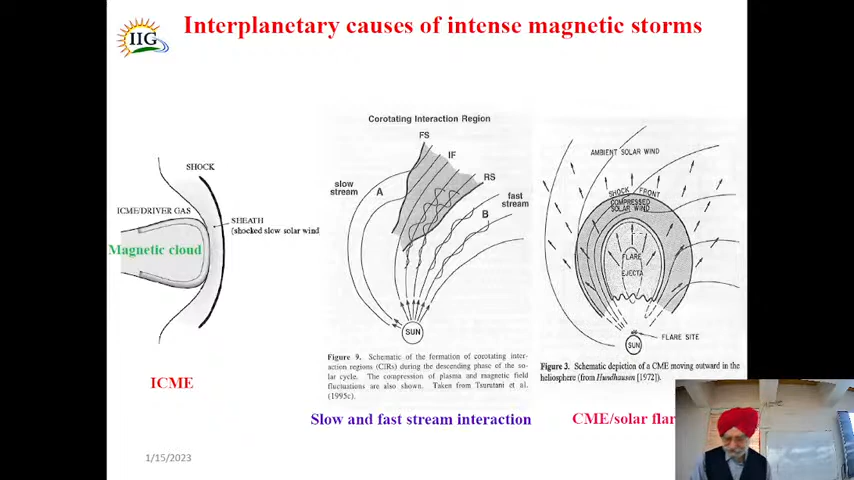 Interplanetary causes of intense magnetic storms
IIG
SHOCK
ICME/DRIVER GAS
SHEATH
(shocked slow solar wind
Magnetic cloud
ICME
Corotating Interaction Region
FS
IF
RS
slow
stream
A
fast
stream
B
SUN
Figure 9. Schematic of the formation of corotating inter-
action regions (CIRs) during the descending phase of the so-
lar cycle. The compression of plasma and magnetic field
fluctuations are also shown. Taken from Tsurutani et al.
(1995c).
Slow and fast stream interaction
AMBIENT SOLAR WIND
SHOCK FRONT
COMPRESSED
SOLAR WIND
FLARE
EJECTA
FLARE SITE
SUN
Figure 3. Schematic depiction of a CME moving outward in the
heliosphere (from Hundhausen [1972]).
CME/solar flar
1/15/2023